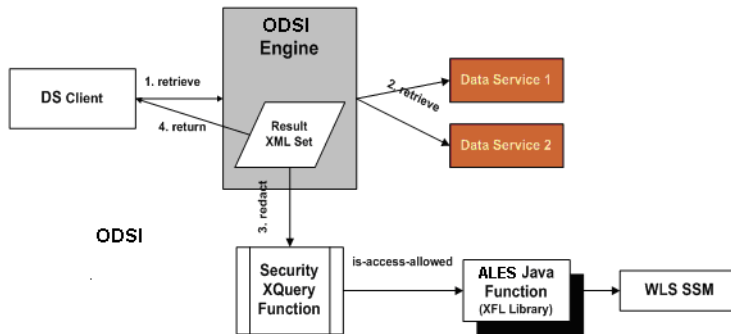 ODSI
Engine
DS Client
1. retrieve
2. retrieve
Data Service 1
Data Service 2
4. return
Result
XML Set
3. redact
ODSI
Security
XQuery
Function
is-access-allowed
ALES Java
Function
(XFL Library)
WLS SSM